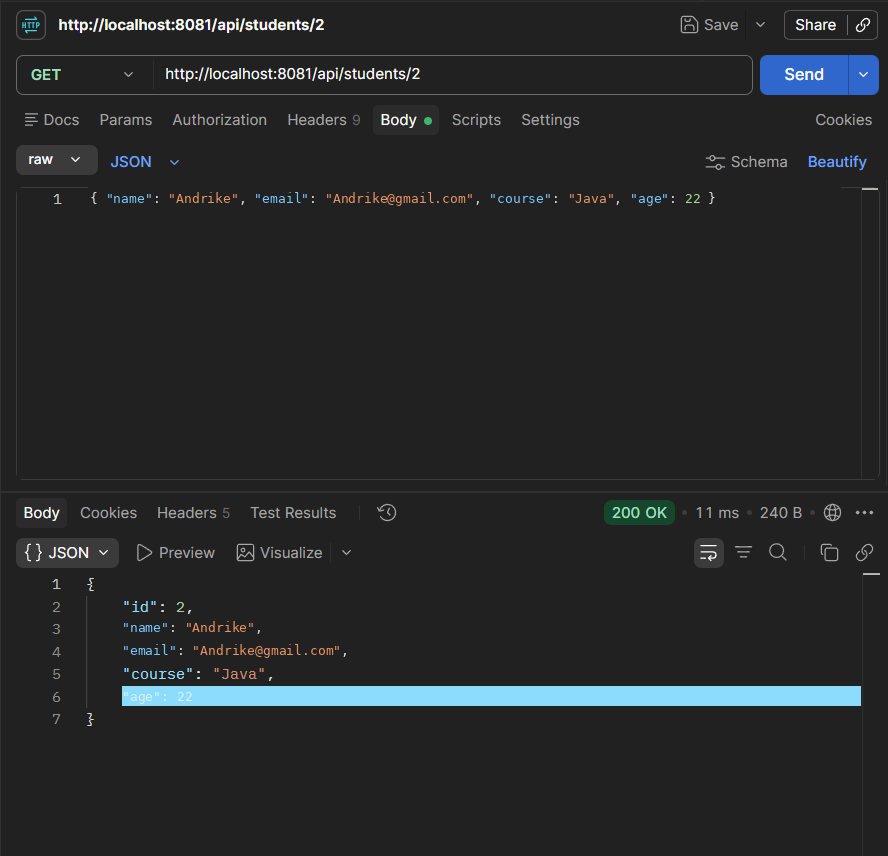 HTTP http://localhost:8081/api/students/2 Save Share
GET http://localhost:8081/api/students/2 Send
Docs Params Authorization Headers 9 Body Scripts Settings Cookies
raw JSON Schema Beautify
1 { "name": "Andrike", "email": "Andrike@gmail.com", "course": "Java", "age": 22 }
Body Cookies Headers 5 Test Results 200 OK • 11 ms • 240 B •
{} JSON Preview Visualize
1 {
2 "id": 2,
3 "name": "Andrike",
4 "email": "Andrike@gmail.com",
5 "course": "Java",
6 "age": 22
7 }